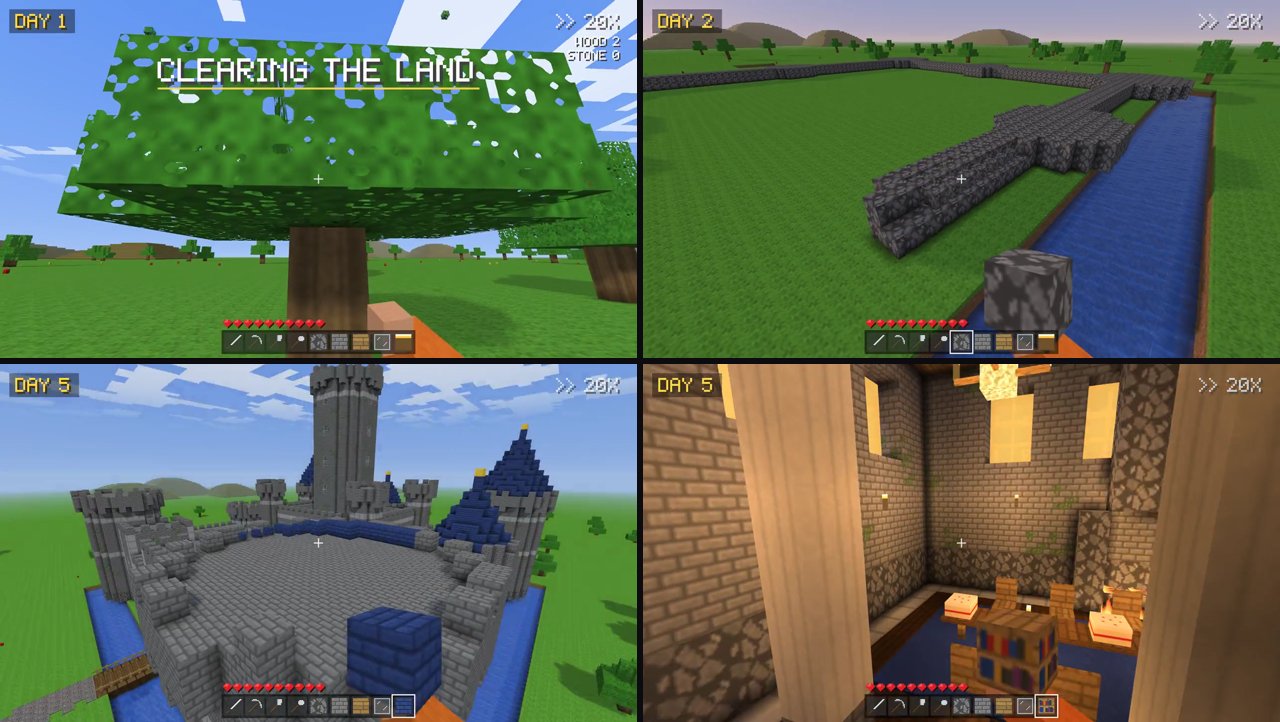 DAY 1
>> 20X
WOOD 2
STONE 0
CLEARING THE LAND
DAY 2
>> 20X
DAY 5
>> 20X
DAY 5
>> 20X